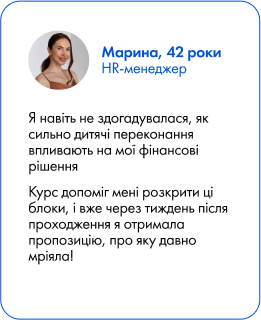 Марина, 42 роки
HR-менеджер
Я навіть не здогадувалася, як
сильно дитячі переконання
впливають на мої фінансові
рішення
Курс допоміг мені розкрити ці
блоки, і вже через тиждень після
проходження я отримала
пропозицію, про яку давно
мріяла!